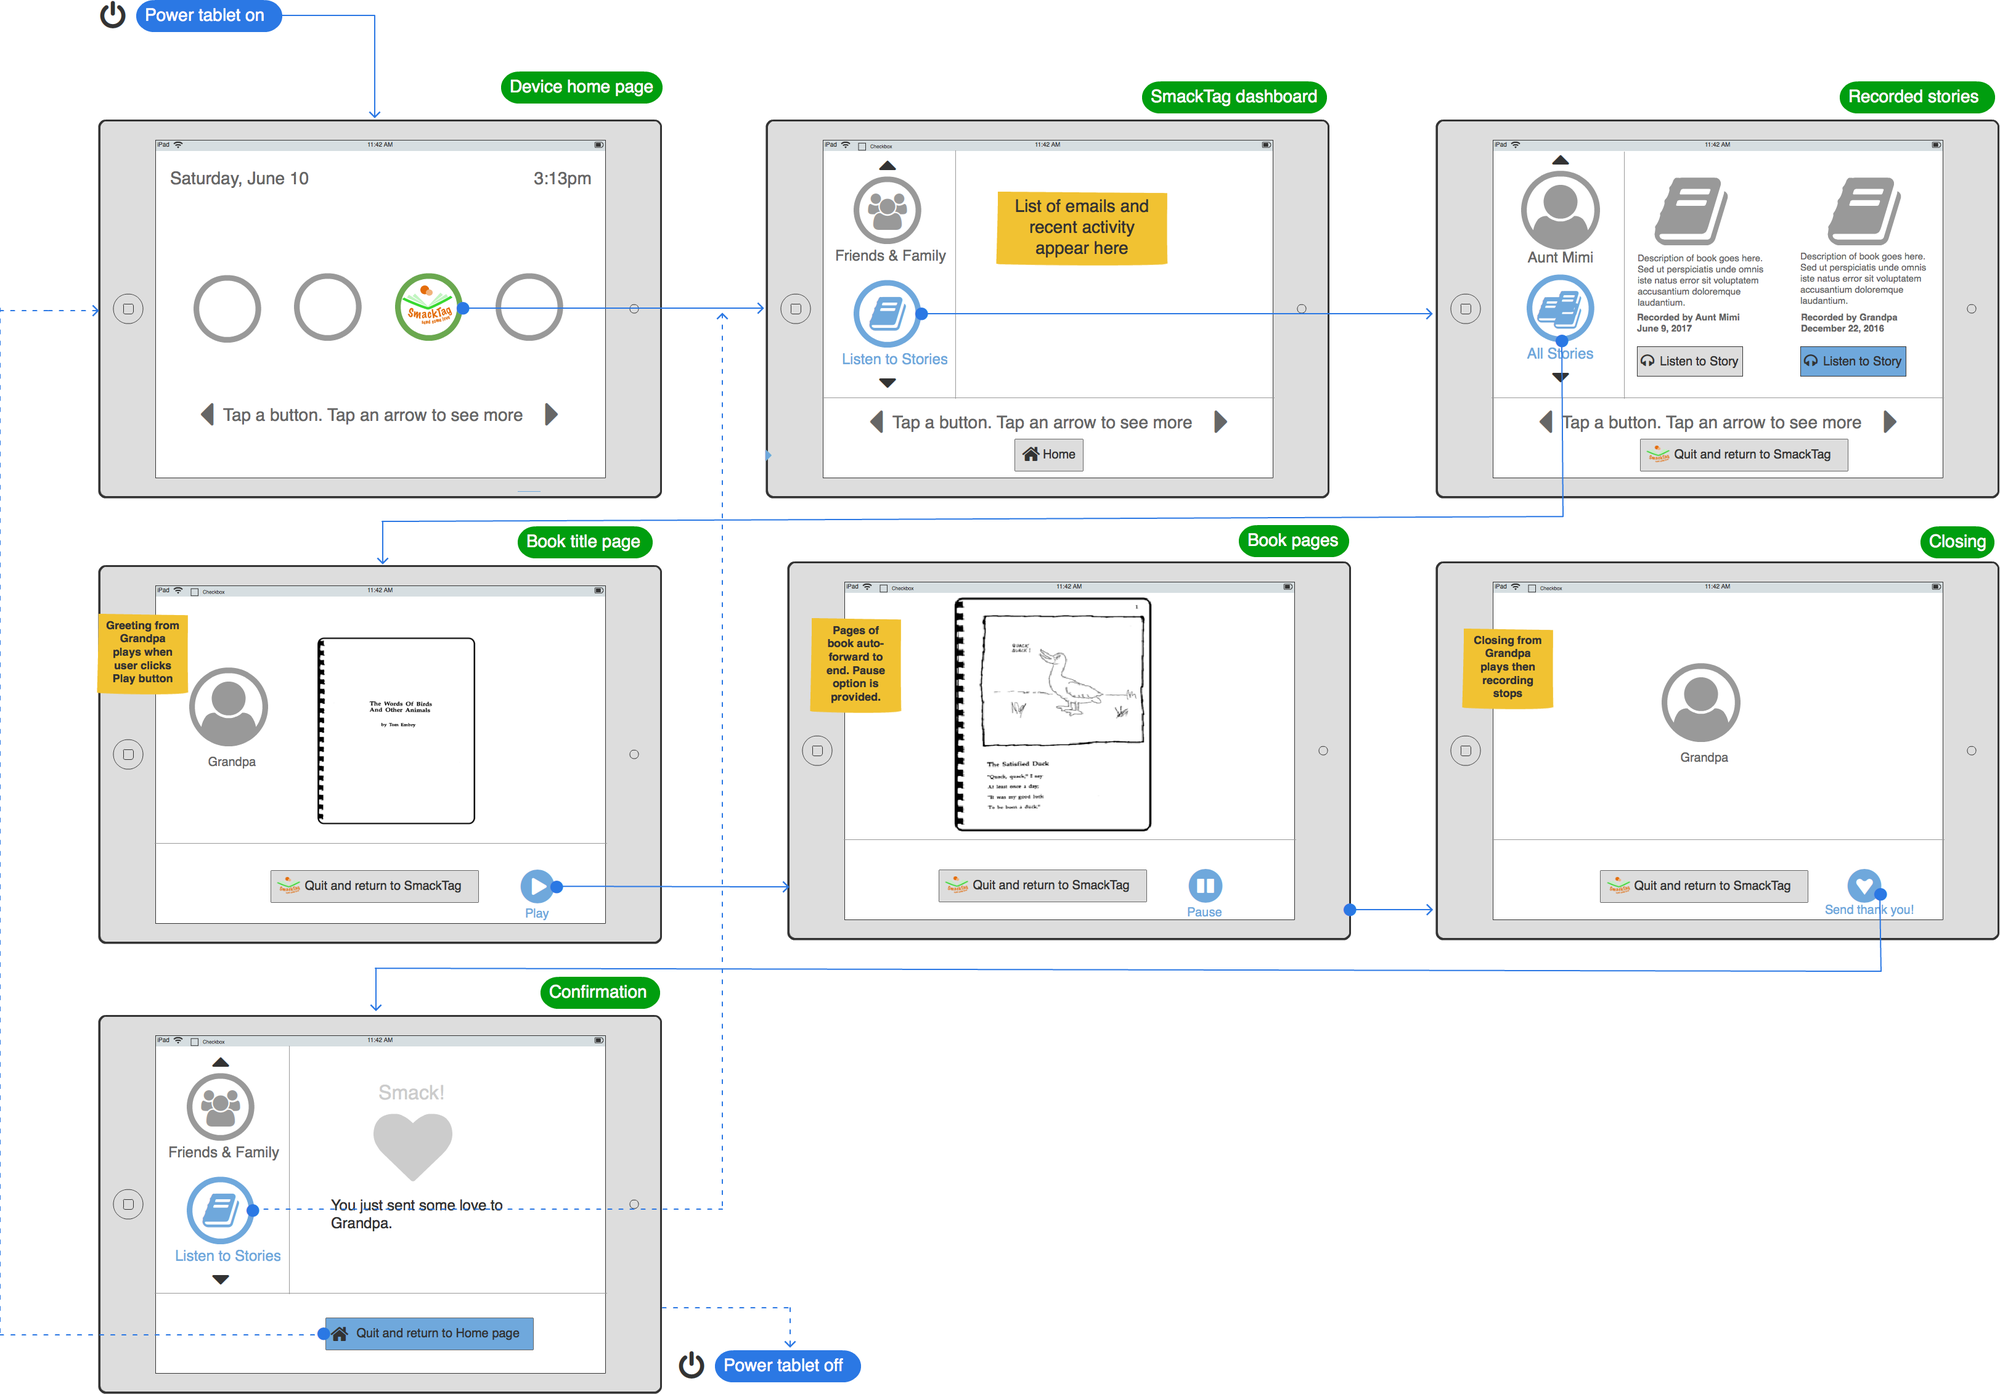 Power tablet on
Device home page
iPad
11:42 AM
Saturday, June 10
3:13pm
SmackTag
Tap a button. Tap an arrow to see more
SmackTag dashboard
iPad
Checkbox
11:42 AM
Friends & Family
Listen to Stories
List of emails and
recent activity
appear here
Tap a button. Tap an arrow to see more
Home
Recorded stories
iPad
11:42 AM
Aunt Mimi
All Stories
Description of book goes here.
Sed ut perspiciatis unde omnis
iste natus error sit voluptatem
accusantium doloremque
laudantium.
Recorded by Aunt Mimi
June 9, 2017
Listen to Story
Description of book goes here.
Sed ut perspiciatis unde omnis
iste natus error sit voluptatem
accusantium doloremque
laudantium.
Recorded by Grandpa
December 22, 2016
Listen to Story
Tap a button. Tap an arrow to see more
Quit and return to SmackTag
Book title page
iPad
Checkbox
11:42 AM
Greeting from
Grandpa
plays when
user clicks
Play button
Grandpa
The Words Of Birds
And Other Animals
by Tom Embry
Quit and return to SmackTag
Play
Book pages
iPad
Checkbox
11:42 AM
Pages of
book auto-
forward to
end. Pause
option is
provided.
1
QUACK
QUACK!
The Satisfied Duck
"Quack, quack," I say
At least once a day;
"It was my good luck
To be born a duck."
Quit and return to SmackTag
Pause
Closing
iPad
Checkbox
11:42 AM
Closing from
Grandpa
plays then
recording
stops
Grandpa
Quit and return to SmackTag
Send thank you!
Confirmation
iPad
Checkbox
11:42 AM
Friends & Family
Listen to Stories
Smack!
You just sent some love to
Grandpa.
Quit and return to Home page
Power tablet off